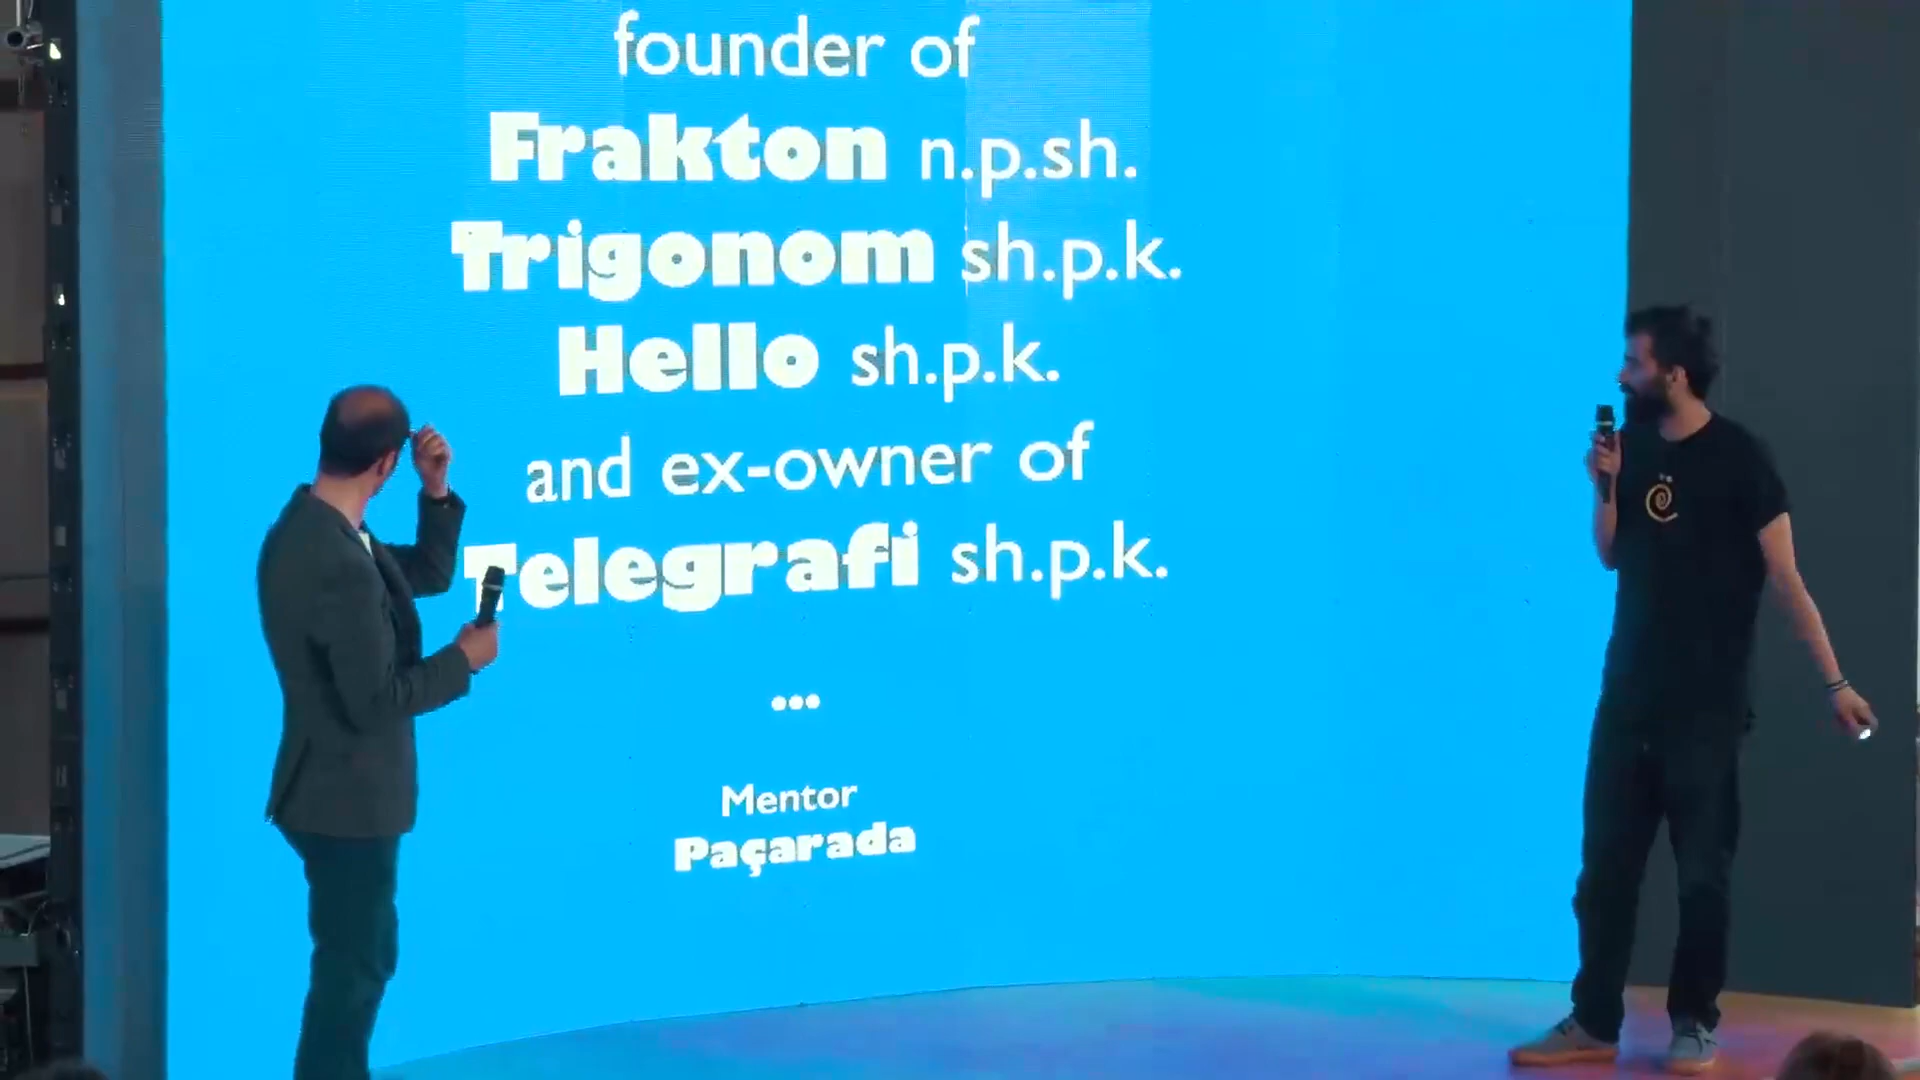 founder of
Frakton n.p.sh.
Trigonom sh.p.k.
Hello sh.p.k.
and ex-owner of
Telegrafi sh.p.k.
...
Mentor
Paçarada